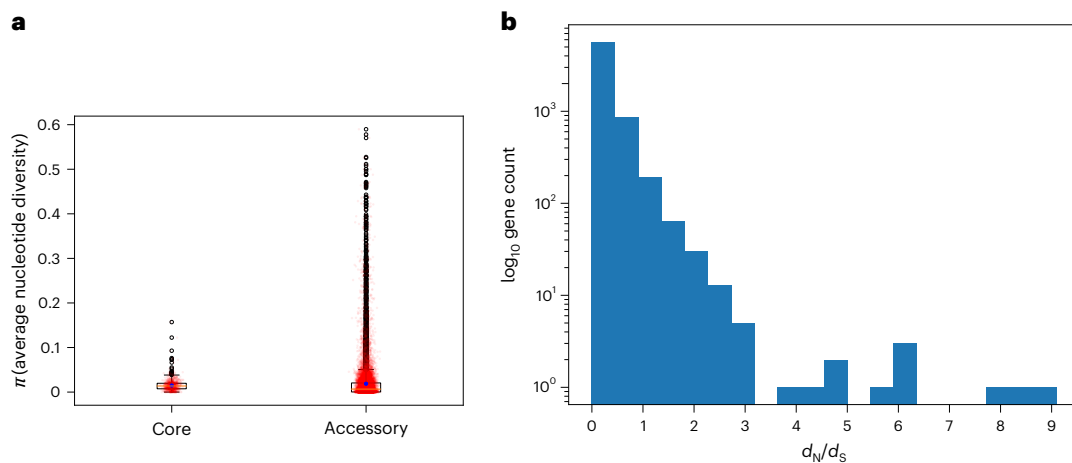 a
π (average nucleotide diversity)
0.6
0.5
0.4
0.3
0.2
0.1
0
Core Accessory
b
log₁₀ gene count
10³
10²
10¹
10⁰
0 1 2 3 4 5 6 7 8 9
dN/dS